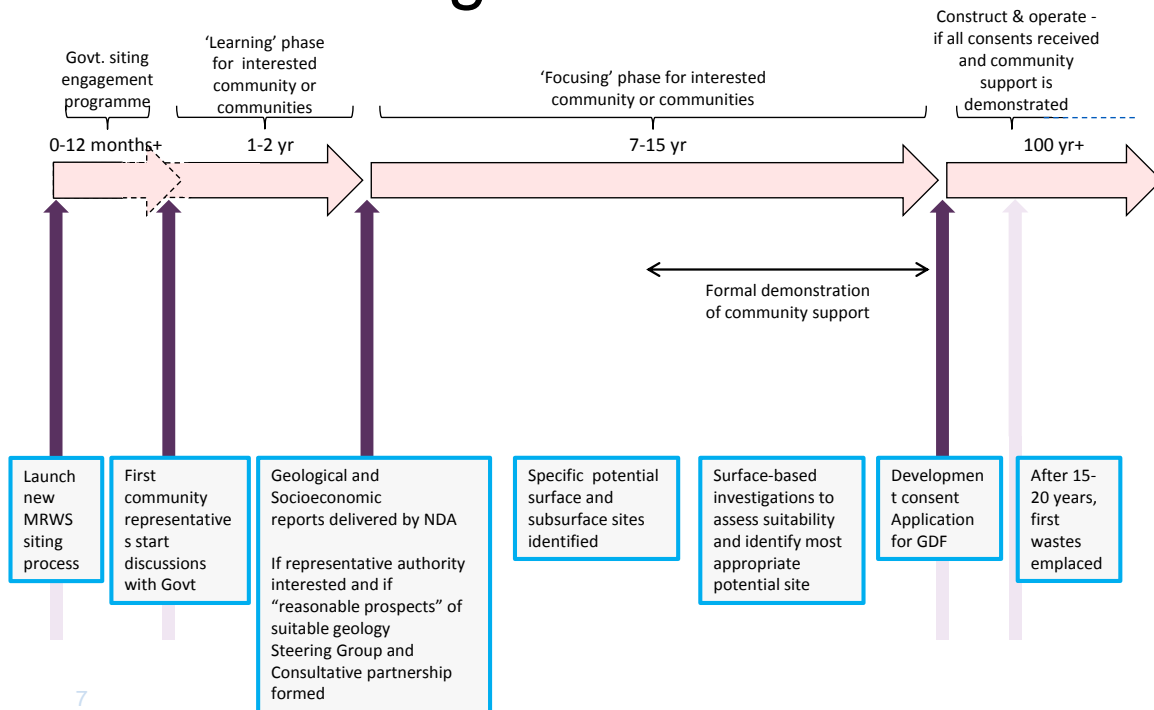 g
Govt. siting
engagement
programme
'Learning' phase
for interested
community or
communities
'Focusing' phase for interested
community or communities
Construct & operate -
if all consents received
and community
support is
demonstrated
0-12 months+
1-2 yr
7-15 yr
100 yr+
Formal demonstration
of community support
Launch
new
MRWS
siting
process
First
community
representative
s start
discussions
with Govt
Geological and
Socioeconomic
reports delivered by NDA
If representative authority
interested and if
“reasonable prospects” of
suitable geology
Steering Group and
Consultative partnership
formed
Specific potential
surface and
subsurface sites
identified
Surface-based
investigations to
assess suitability
and identify most
appropriate
potential site
Developmen
t consent
Application
for GDF
After 15-
20 years,
first
wastes
emplaced
7